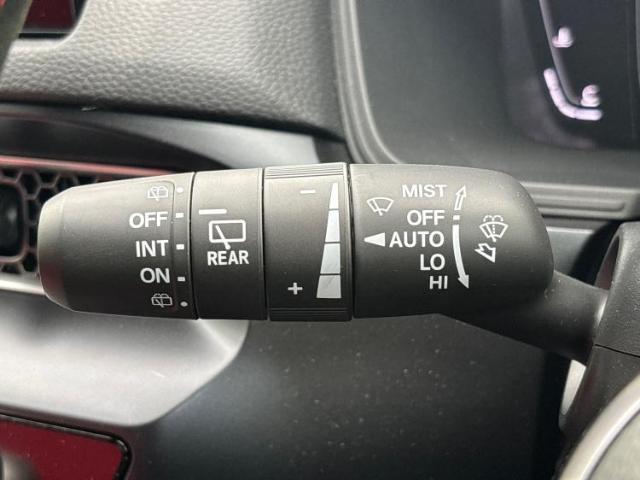 OFF
INT
ON
REAR
-
+
MIST
OFF
AUTO
LO
HI